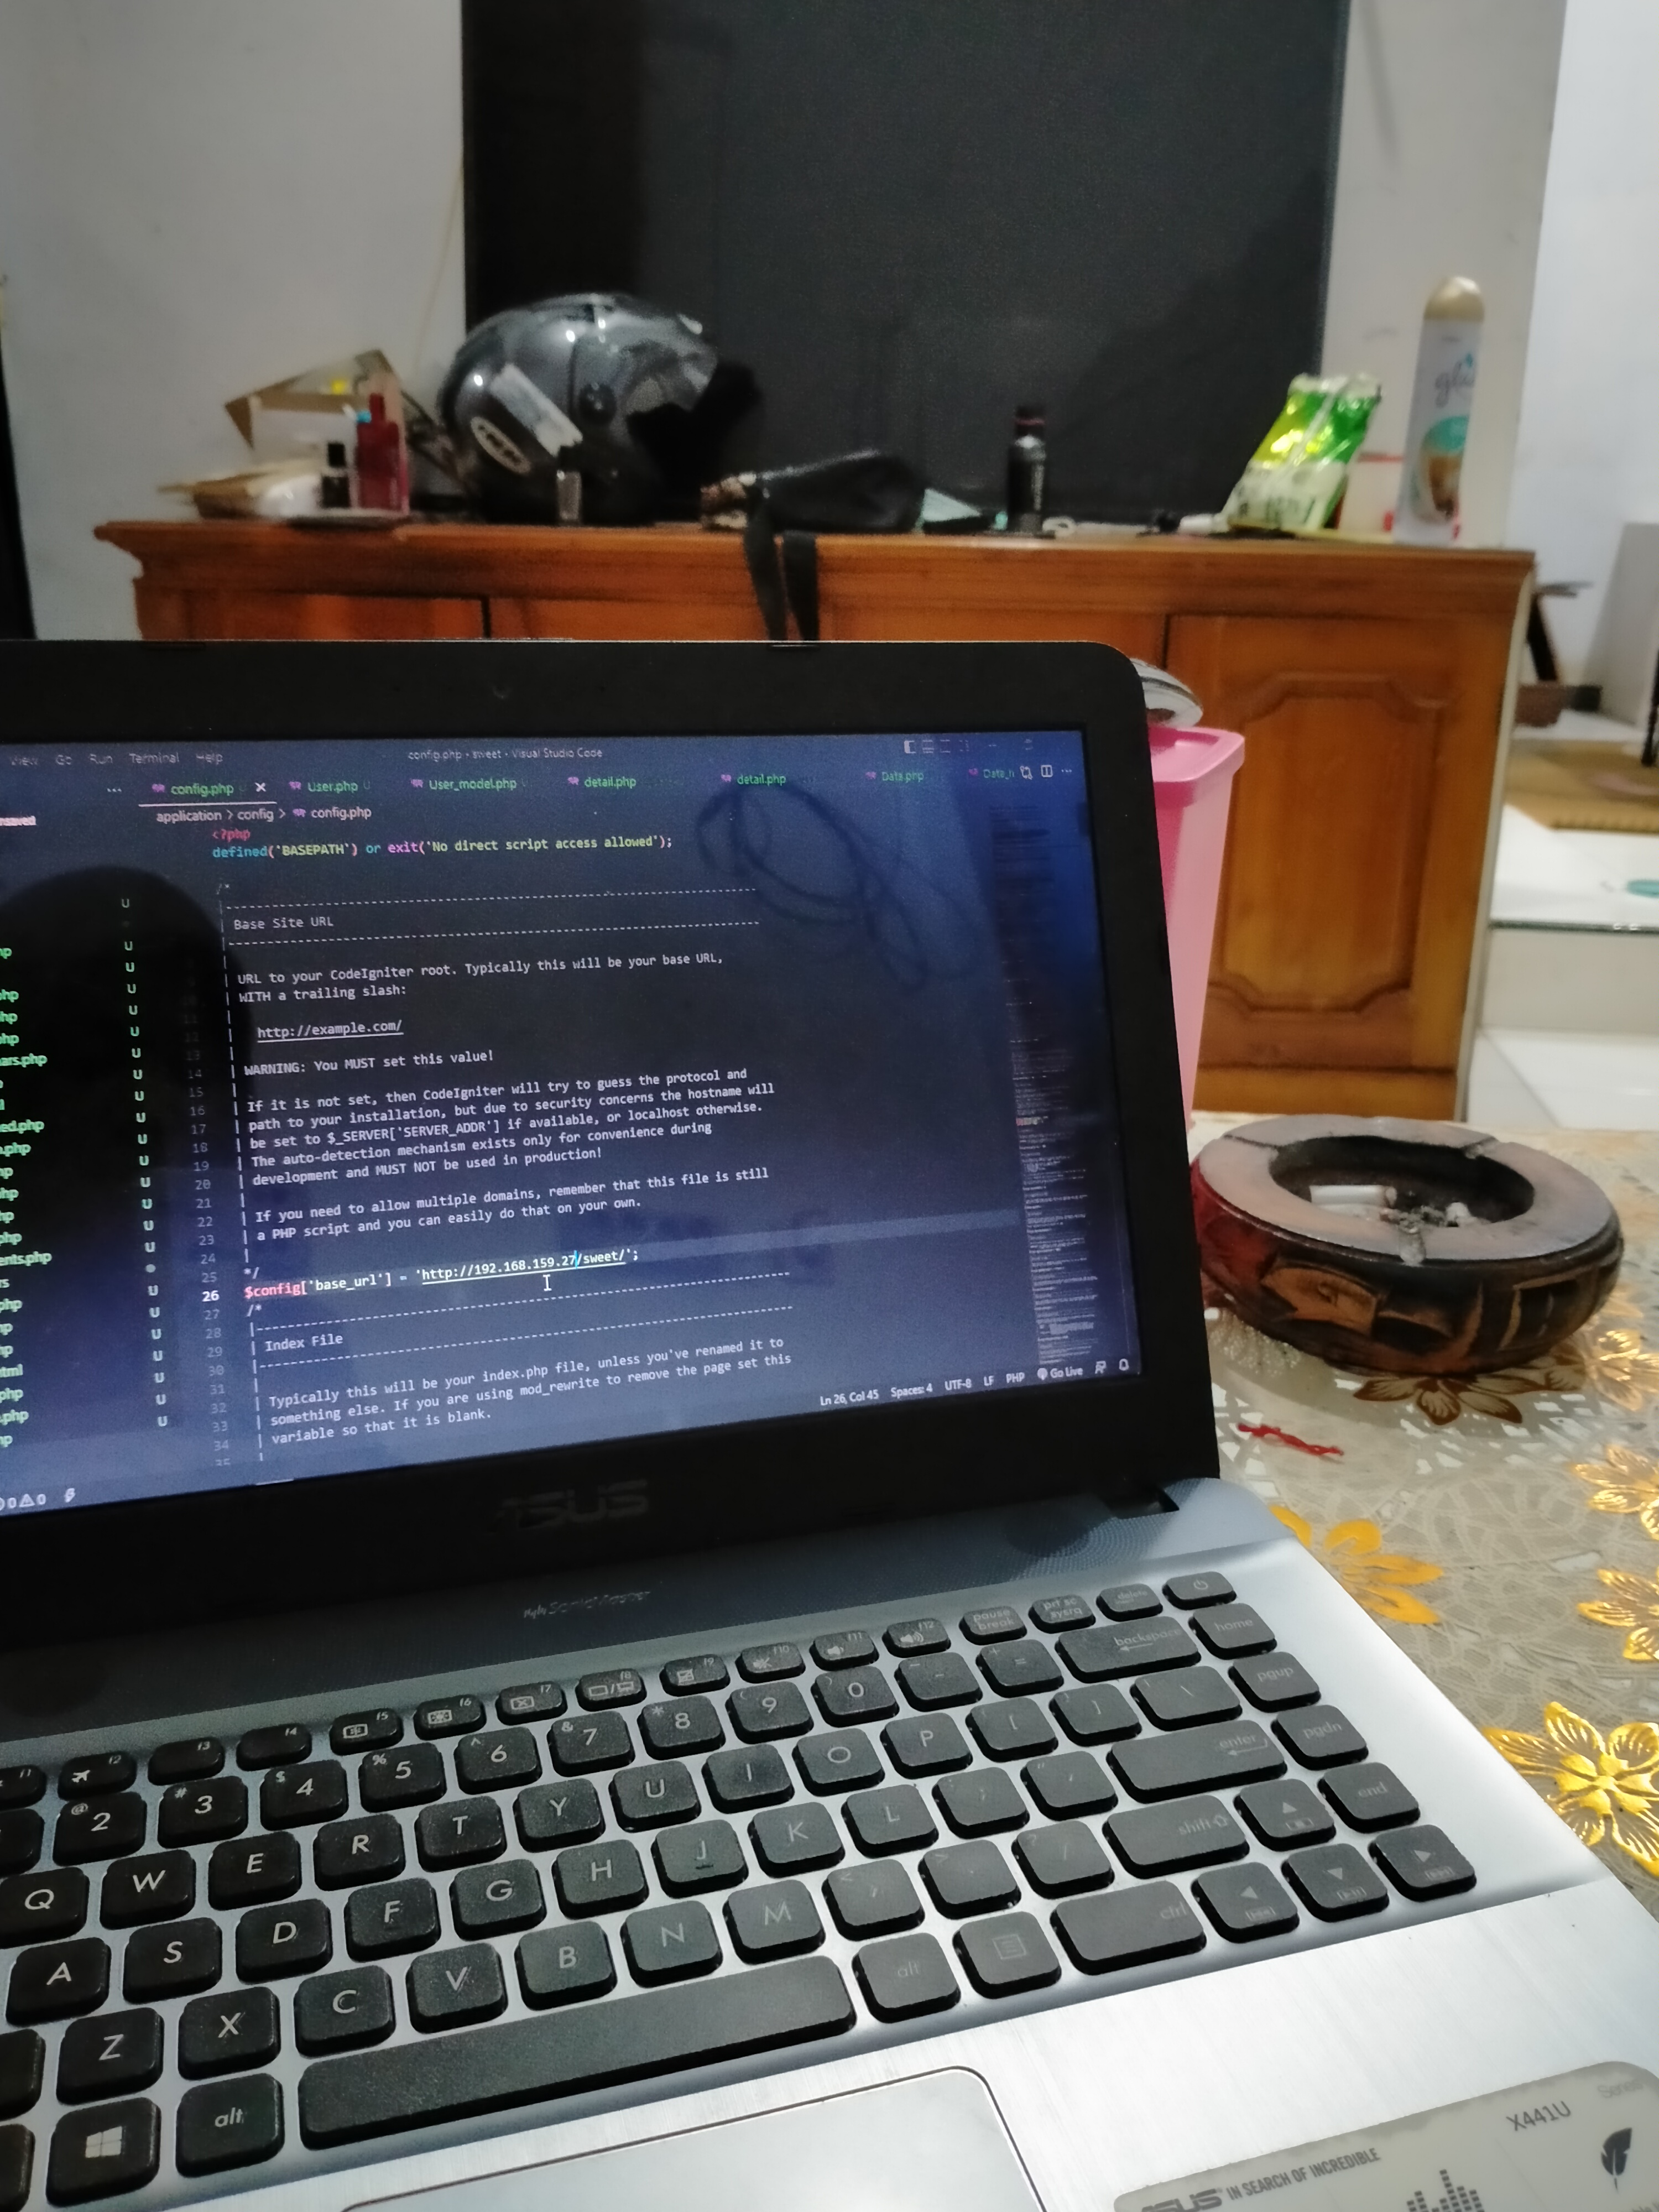 glade
View Go Run Terminal Help
config.php - sweet - Visual Studio Code
... config.php U × User.php U User_model.php U detail.php detail.php Data.php
application > config > config.php
<?php
defined('BASEPATH') or exit('No direct script access allowed');
/*
|--------------------------------------------------------------------------
| Base Site URL
|--------------------------------------------------------------------------
|
| URL to your CodeIgniter root. Typically this will be your base URL,
| WITH a trailing slash:
|
| http://example.com/
|
13 |
14 | WARNING: You MUST set this value!
15 |
16 | If it is not set, then CodeIgniter will try to guess the protocol and
17 | path to your installation, but due to security concerns the hostname will
18 | be set to $_SERVER['SERVER_ADDR'] if available, or localhost otherwise.
19 | The auto-detection mechanism exists only for convenience during
20 | development and MUST NOT be used in production!
21 |
22 | If you need to allow multiple domains, remember that this file is still
23 | a PHP script and you can easily do that on your own.
24 |
25 */
26 $config['base_url'] = 'http://192.168.159.27/sweet/';
27 /*
28 |--------------------------------------------------------------------------
29 | Index File
30 |--------------------------------------------------------------------------
31 |
32 | Typically this will be your index.php file, unless you've renamed it to
33 | something else. If you are using mod_rewrite to remove the page set this
34 | variable so that it is blank.
35 |
0 0 Ln 26, Col 45 Spaces: 4 UTF-8 LF PHP Go Live
ASUS
SonicMaster
f1 f2 f3 f4 f5 f6 f7 f8 f9 f10 f11 f12 pause break prt sc sysrq delete
@ 2 # 3 $ 4 % 5 ^ 6 & 7 * 8 ( 9 ) 0 _ - + = backspace home
Q W E R T Y U I O P { [ } ] | \ pgup
A S D F G H J K L : ; " ' enter pgdn
Z X C V B N M < , > . ? / shift end
alt alt ctrl
X441U Series
ASUS IN SEARCH OF INCREDIBLE